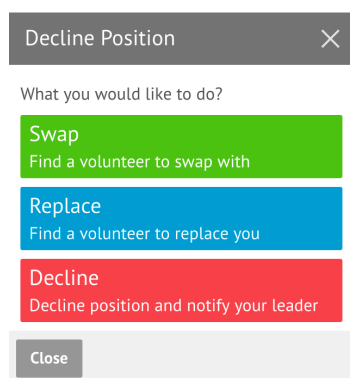 Decline Position
What you would like to do?
Swap
Find a volunteer to swap with
Replace
Find a volunteer to replace you
Decline
Decline position and notify your leader
Close